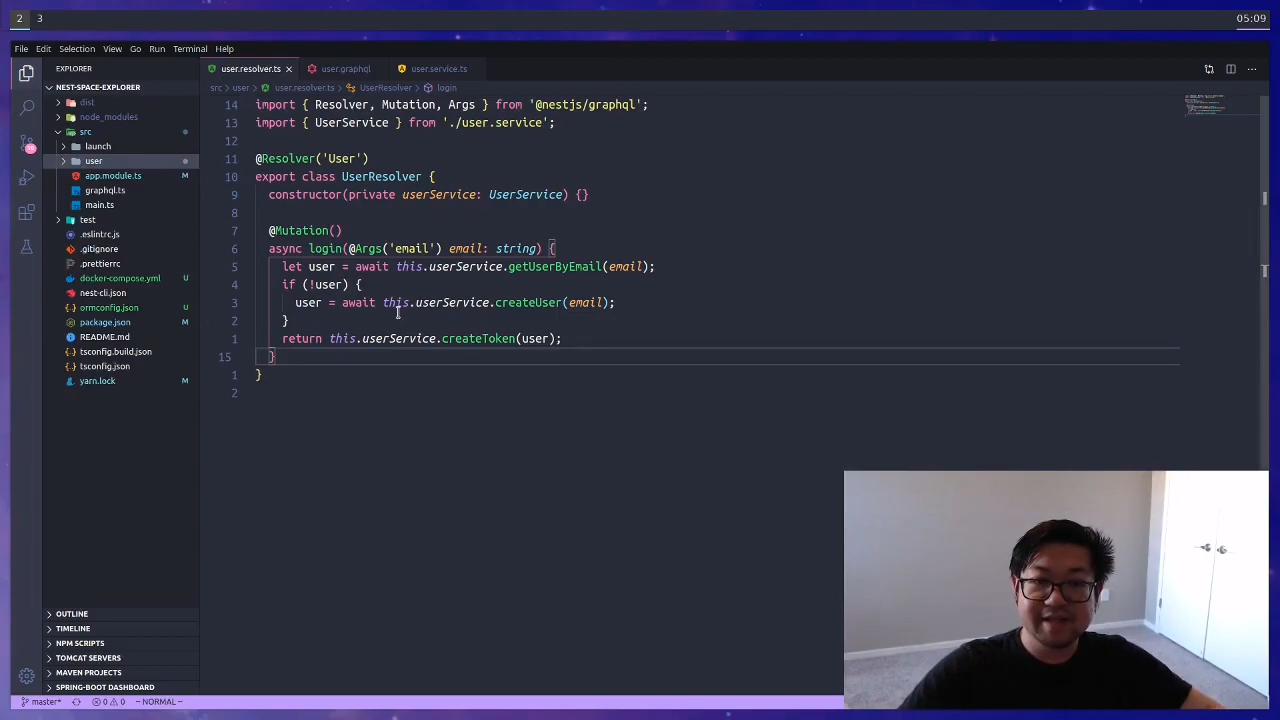 2 3 05:09
File Edit Selection View Go Run Terminal Help
EXPLORER
NEST-SPACE-EXPLORER
dist
node_modules
src
launch
user
app.module.ts M
graphql.ts
main.ts
test
.eslintrc.js
.gitignore
.prettierrc
docker-compose.yml M
nest-cli.json
ormconfig.json M
package.json M
README.md
tsconfig.build.json
tsconfig.json
yarn.lock M
OUTLINE
TIMELINE
NPM SCRIPTS
TOMCAT SERVERS
MAVEN PROJECTS
SPRING-BOOT DASHBOARD
user.resolver.ts user.graphql user.service.ts
src user user.resolver.ts UserResolver login
14 import { Resolver, Mutation, Args } from '@nestjs/graphql';
13 import { UserService } from './user.service';
12
11 @Resolver('User')
10 export class UserResolver {
9 constructor(private userService: UserService) {}
8
7 @Mutation()
6 async login(@Args('email') email: string) {
5 let user = await this.userService.getUserByEmail(email);
4 if (!user) {
3 user = await this.userService.createUser(email);
2 }
1 return this.userService.createToken(user);
15 }
1 }
2
master* 0 0 -- NORMAL --